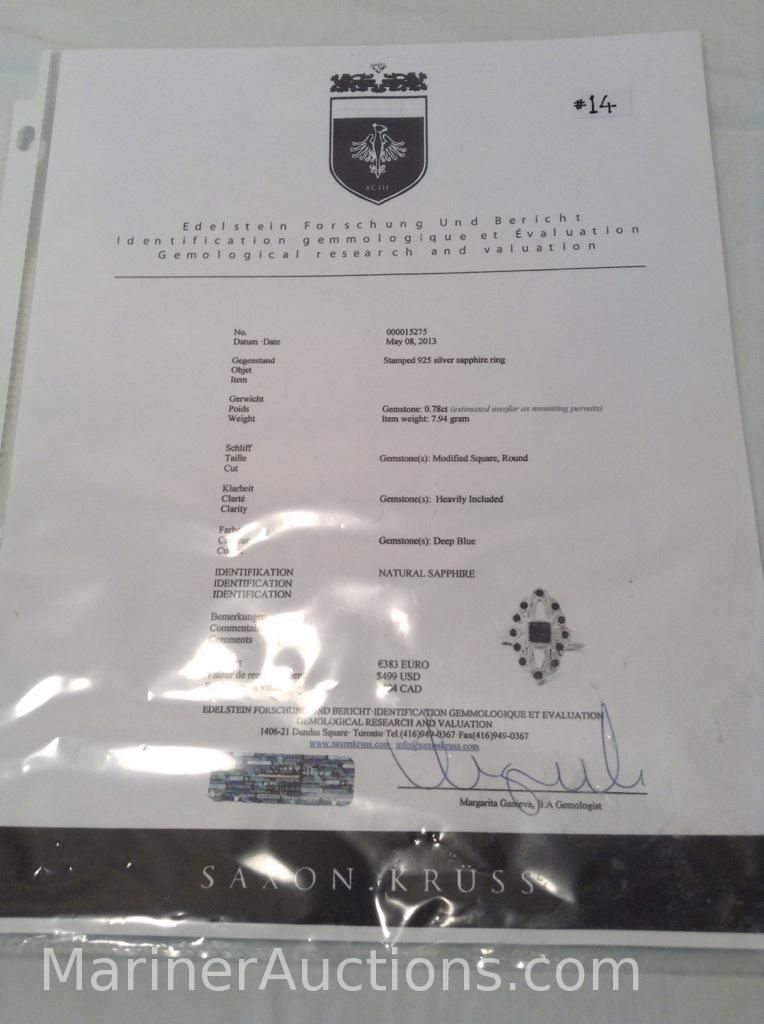 #14
XCIII
Edelstein Forschung Und Bericht
Identification gemmologique et Évaluation
Gemological research and valuation
No. 000015275
Datum ·Date May 08, 2013
Gegenstand Stamped 925 silver sapphire ring
Objet
Item
Gerwicht
Poids Gemstone: 0.78ct (estimated insofar as mounting permits)
Weight Item weight: 7.94 gram
Schliff
Taille Gemstone(s): Modified Square, Round
Cut
Klarheit
Clarté Gemstone(s): Heavily Included
Clarity
Gemstone(s): Deep Blue
IDENTIFIKATION NATURAL SAPPHIRE
IDENTIFICATION
IDENTIFICATION
Bemerkungen
Comments
€383 EURO
Valeur de $499 USD
CAD
EDELSTEIN FORSCHUNG UND BERICHT·IDENTIFICATION GEMMOLOGIQUE ET EVALUATION
GEMOLOGICAL RESEARCH AND VALUATION
1406-21 Dundas Square· Toronto·Tel.(416)949-0367·Fax(416)949-0367
www.saxonkruss.com; info@saxonkruss.com
Margarita Ganeva, B.A Gemologist
SAXON.KRÜSS
MarinerAuctions.com